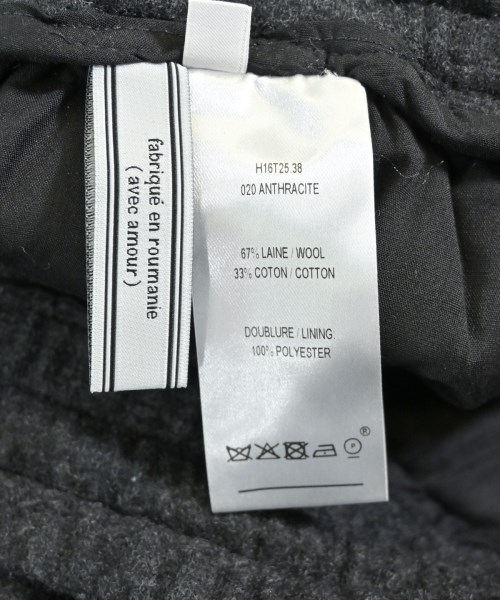 fabriqué en roumanie
(avec amour)
H16T25 38
020 ANTHRACITE
67% LAINE / WOOL
33% COTON / COTTON
DOUBLURE / LINING
100% POLYESTER
P
®